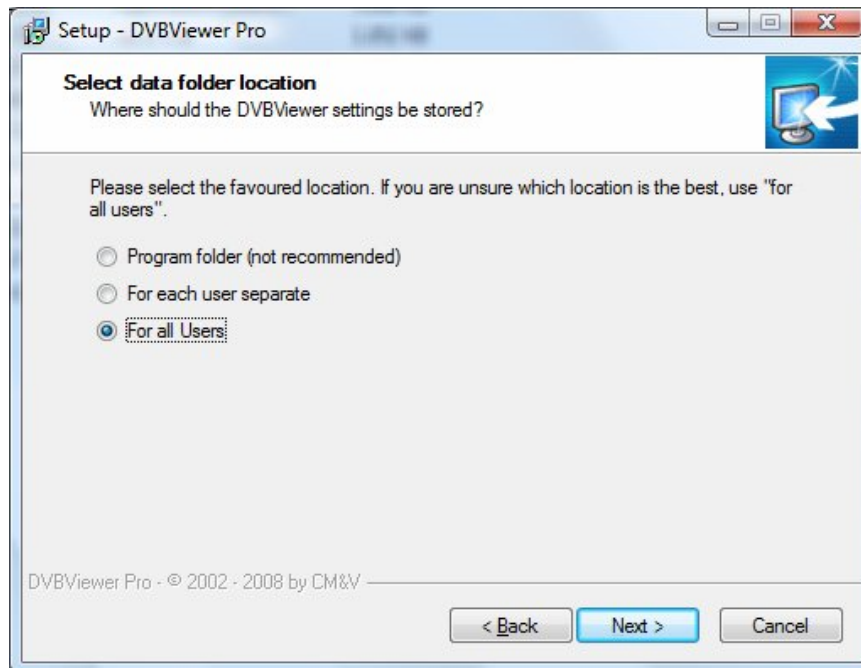 Setup - DVBViewer Pro
Select data folder location
Where should the DVBViewer settings be stored?
Please select the favoured location. If you are unsure which location is the best, use "for
all users".
Program folder (not recommended)
For each user separate
For all Users
DVBViewer Pro - © 2002 - 2008 by CM&V
< Back Next > Cancel